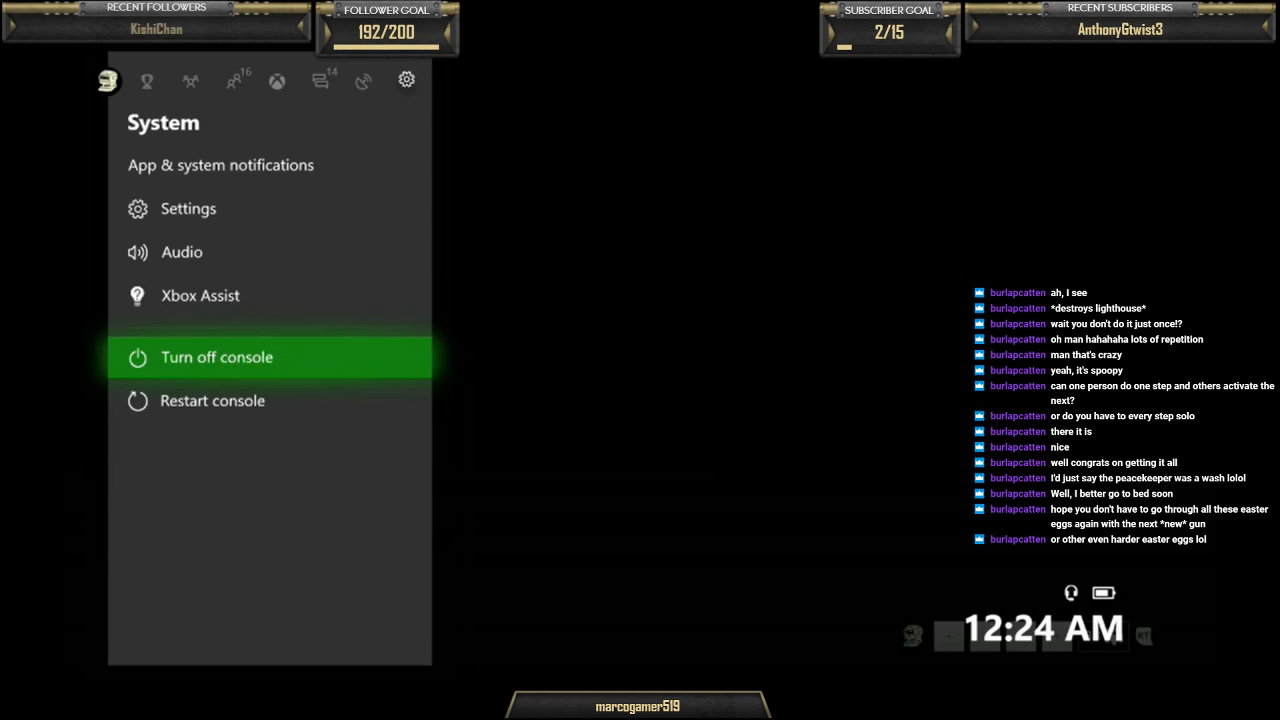 RECENT FOLLOWERS
KishiChan
FOLLOWER GOAL
192/200
SUBSCRIBER GOAL
2/15
RECENT SUBSCRIBERS
AnthonyGtwist3
16
14
System
App & system notifications
Settings
Audio
Xbox Assist
Turn off console
Restart console
burlapcatten ah, I see
burlapcatten *destroys lighthouse*
burlapcatten wait you don't do it just once!?
burlapcatten oh man hahahaha lots of repetition
burlapcatten man that's crazy
burlapcatten yeah, it's spoopy
burlapcatten can one person do one step and others activate the
next?
burlapcatten or do you have to every step solo
burlapcatten there it is
burlapcatten nice
burlapcatten well congrats on getting it all
burlapcatten I'd just say the peacekeeper was a wash lolol
burlapcatten Well, I better go to bed soon
burlapcatten hope you don't have to go through all these easter
eggs again with the next *new* gun
burlapcatten or other even harder easter eggs lol
12:24 AM
marcogamer519